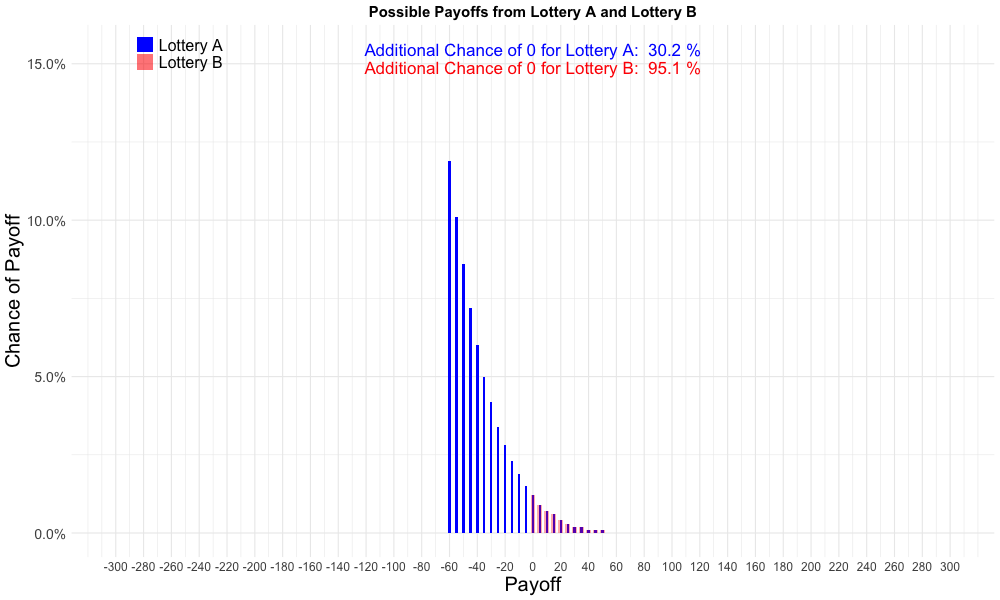 Possible Payoffs from Lottery A and Lottery B
Lottery A
Lottery B
Additional Chance of 0 for Lottery A:  30.2 %
Additional Chance of 0 for Lottery B:  95.1 %
Chance of Payoff
15.0%
10.0%
5.0%
0.0%
-300 -280 -260 -240 -220 -200 -180 -160 -140 -120 -100 -80 -60 -40 -20 0 20 40 60 80 100 120 140 160 180 200 220 240 260 280 300
Payoff